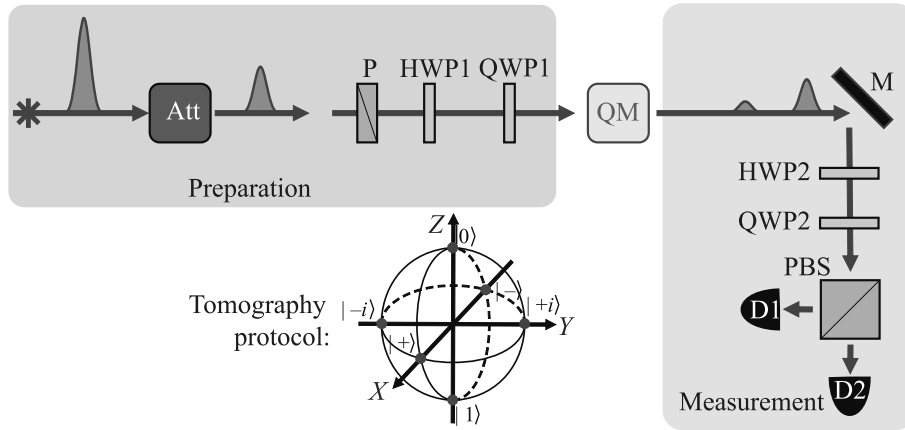 P
HWP1
QWP1
Att
QM
M
Preparation
HWP2
QWP2
PBS
D1
D2
Measurement
Tomography
protocol:
Z
|0⟩
|−⟩
|−i⟩
|+i⟩
Y
|+⟩
X
|1⟩